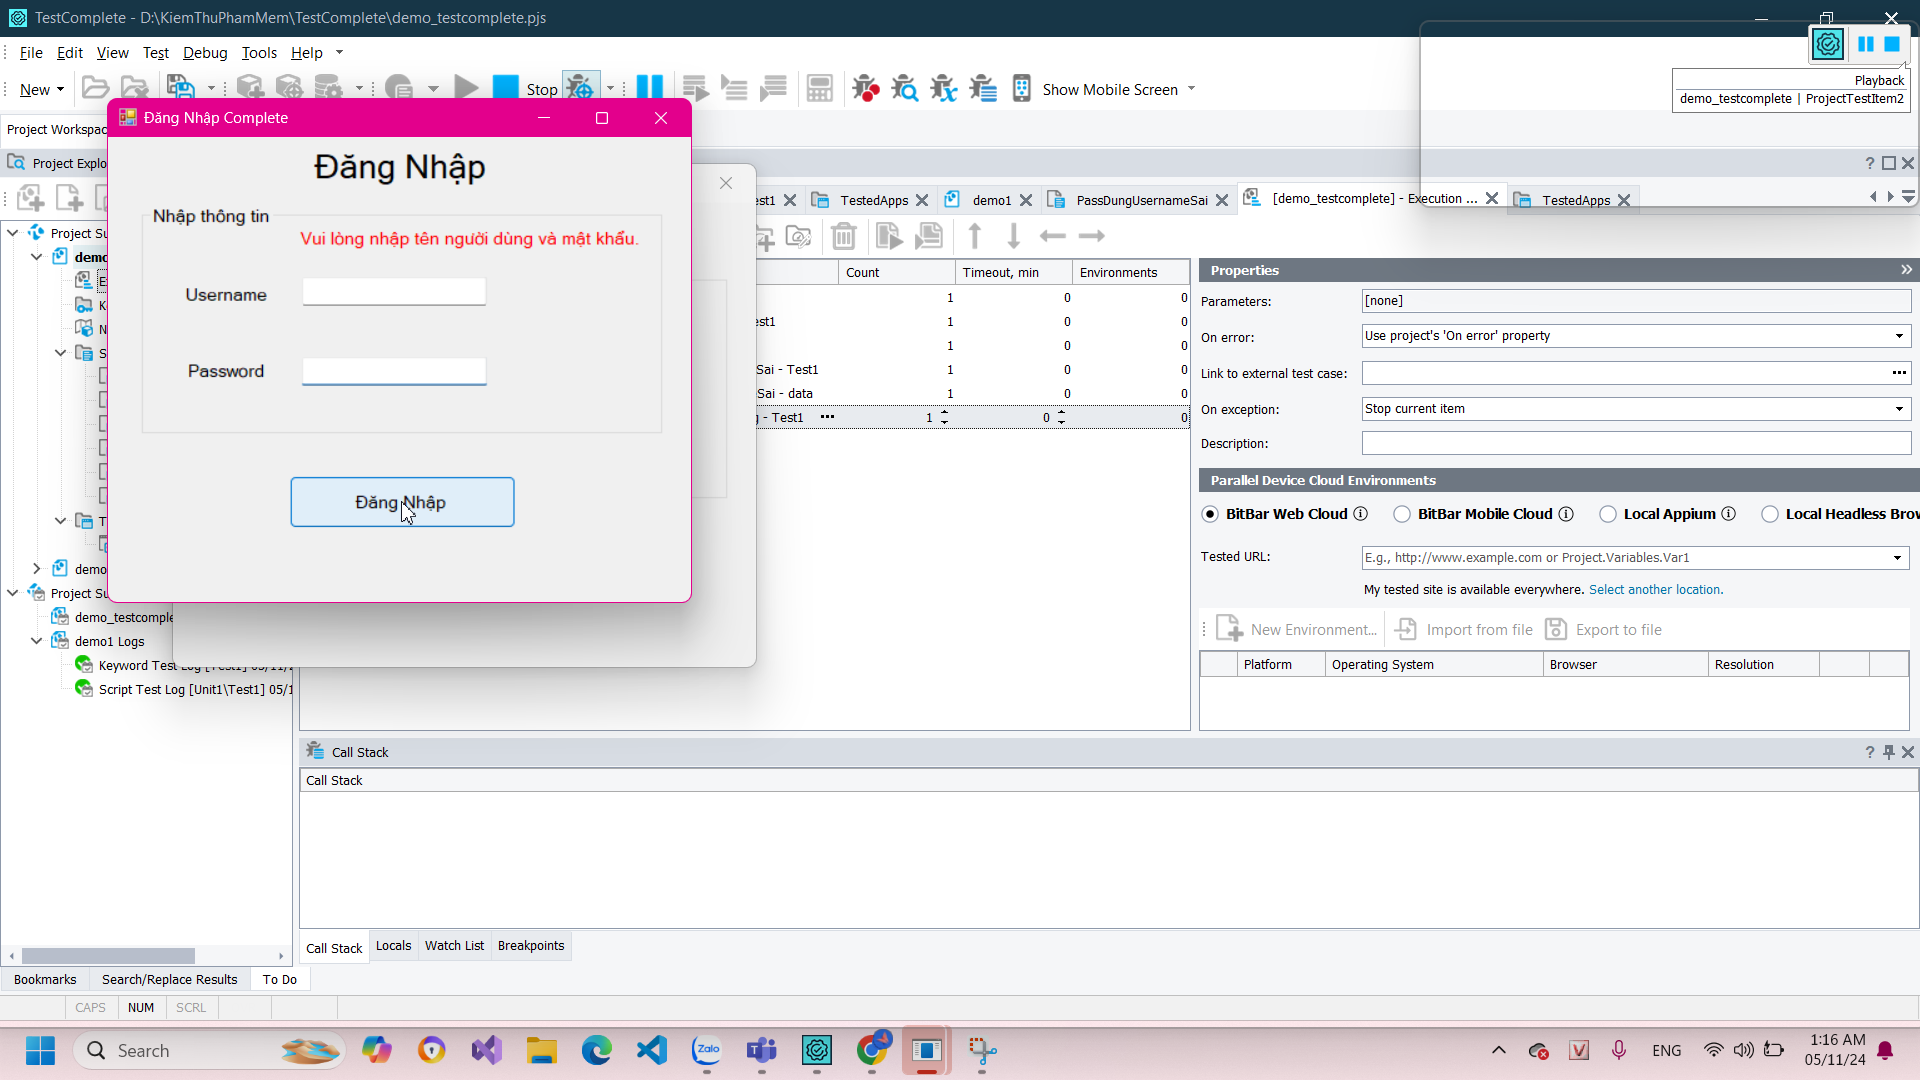 TestComplete - D:\KiemThuPhamMem\TestComplete\demo_testcomplete.pjs
File Edit View Test Debug Tools Help
New
Stop
Show Mobile Screen
Playback
demo_testcomplete | ProjectTestItem2
Project Workspac
Project Explo
Đăng Nhập Complete
Đăng Nhập
Nhập thông tin
Vui lòng nhập tên người dùng và mật khẩu.
Username
Password
Đăng Nhập
est1
TestedApps
demo1
PassDungUsernameSai
[demo_testcomplete] - Execution ...
TestedApps
Count Timeout, min Environments
1 0 0
est1 1 0 0
1 0 0
Sai - Test1 1 0 0
Sai - data 1 0 0
g - Test1 ... 1 0 0
Project Su
demo
E
K
N
S
T
demo
Project Su
demo_testcomple
demo1 Logs
Keyword Test Log [Test1] 05/11/2
Script Test Log [Unit1\Test1] 05/1
Properties
Parameters: [none]
On error: Use project's 'On error' property
Link to external test case: ...
On exception: Stop current item
Description:
Parallel Device Cloud Environments
BitBar Web Cloud BitBar Mobile Cloud Local Appium Local Headless Brow
Tested URL: E.g., http://www.example.com or Project.Variables.Var1
My tested site is available everywhere. Select another location.
New Environment... Import from file Export to file
Platform Operating System Browser Resolution
Call Stack
Call Stack
Call Stack Locals Watch List Breakpoints
Bookmarks Search/Replace Results To Do
CAPS NUM SCRL
Search
Zalo
ENG
1:16 AM
05/11/24